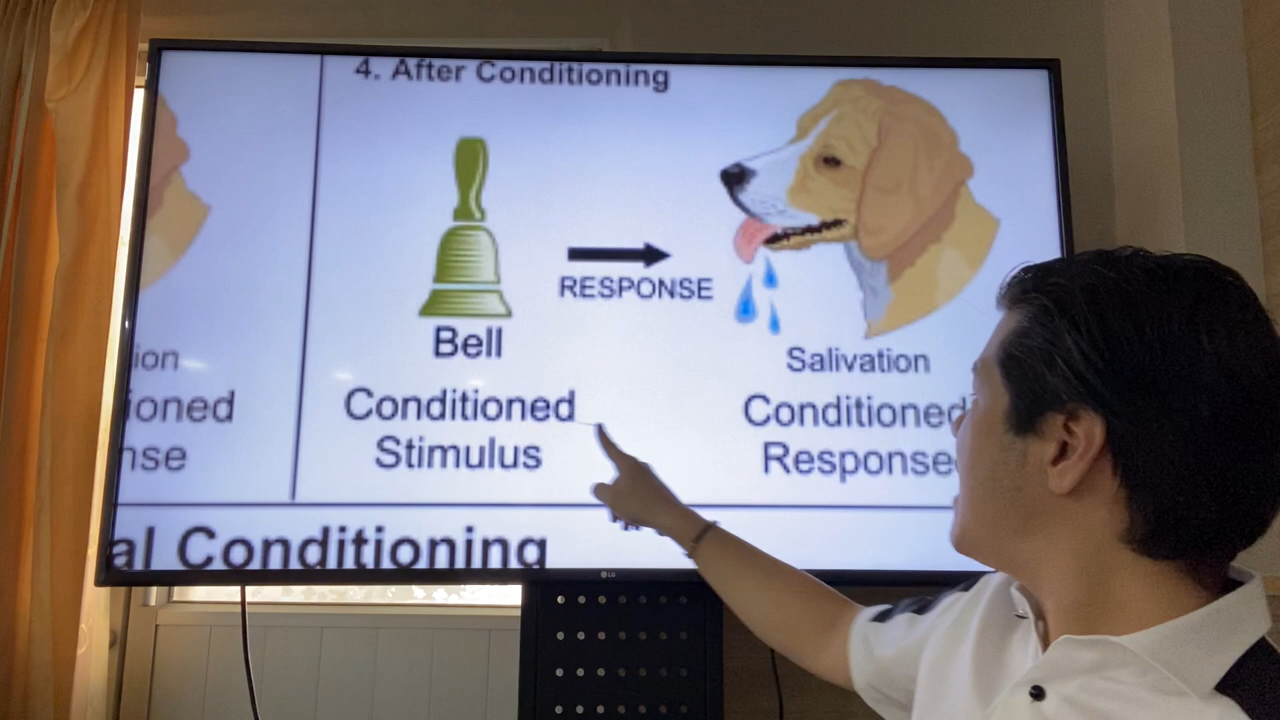 4. After Conditioning
RESPONSE
Bell
Salivation
Conditioned
Stimulus
Conditioned
Response
ion
ioned
nse
al Conditioning
LG